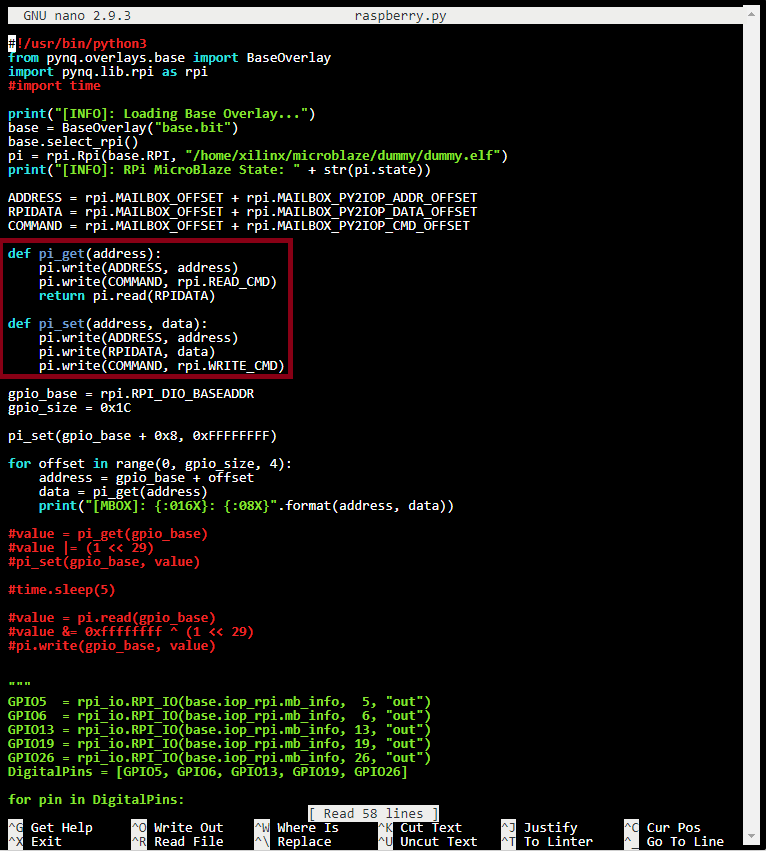 GNU nano 2.9.3                             raspberry.py
#!/usr/bin/python3
from pynq.overlays.base import BaseOverlay
import pynq.lib.rpi as rpi
#import time
print("[INFO]: Loading Base Overlay...")
base = BaseOverlay("base.bit")
base.select_rpi()
pi = rpi.Rpi(base.RPI, "/home/xilinx/microblaze/dummy/dummy.elf")
print("[INFO]: RPi MicroBlaze State: " + str(pi.state))
ADDRESS = rpi.MAILBOX_OFFSET + rpi.MAILBOX_PY2IOP_ADDR_OFFSET
RPIDATA = rpi.MAILBOX_OFFSET + rpi.MAILBOX_PY2IOP_DATA_OFFSET
COMMAND = rpi.MAILBOX_OFFSET + rpi.MAILBOX_PY2IOP_CMD_OFFSET
def pi_get(address):
    pi.write(ADDRESS, address)
    pi.write(COMMAND, rpi.READ_CMD)
    return pi.read(RPIDATA)
def pi_set(address, data):
    pi.write(ADDRESS, address)
    pi.write(RPIDATA, data)
    pi.write(COMMAND, rpi.WRITE_CMD)
gpio_base = rpi.RPI_DIO_BASEADDR
gpio_size = 0x1C
pi_set(gpio_base + 0x8, 0xFFFFFFFF)
for offset in range(0, gpio_size, 4):
    address = gpio_base + offset
    data = pi_get(address)
    print("[MBOX]: {:016X}: {:08X}".format(address, data))
#value = pi_get(gpio_base)
#value |= (1 << 29)
#pi_set(gpio_base, value)
#time.sleep(5)
#value = pi.read(gpio_base)
#value &= 0xffffffff ^ (1 << 29)
#pi.write(gpio_base, value)
"""
GPIO5  = rpi_io.RPI_IO(base.iop_rpi.mb_info,  5, "out")
GPIO6  = rpi_io.RPI_IO(base.iop_rpi.mb_info,  6, "out")
GPIO13 = rpi_io.RPI_IO(base.iop_rpi.mb_info, 13, "out")
GPIO19 = rpi_io.RPI_IO(base.iop_rpi.mb_info, 19, "out")
GPIO26 = rpi_io.RPI_IO(base.iop_rpi.mb_info, 26, "out")
DigitalPins = [GPIO5, GPIO6, GPIO13, GPIO19, GPIO26]
for pin in DigitalPins:
[ Read 58 lines ]
^G Get Help    ^O Write Out   ^W Where Is    ^K Cut Text    ^J Justify     ^C Cur Pos
^X Exit        ^R Read File   ^\ Replace     ^U Uncut Text  ^T To Linter   ^_ Go To Line